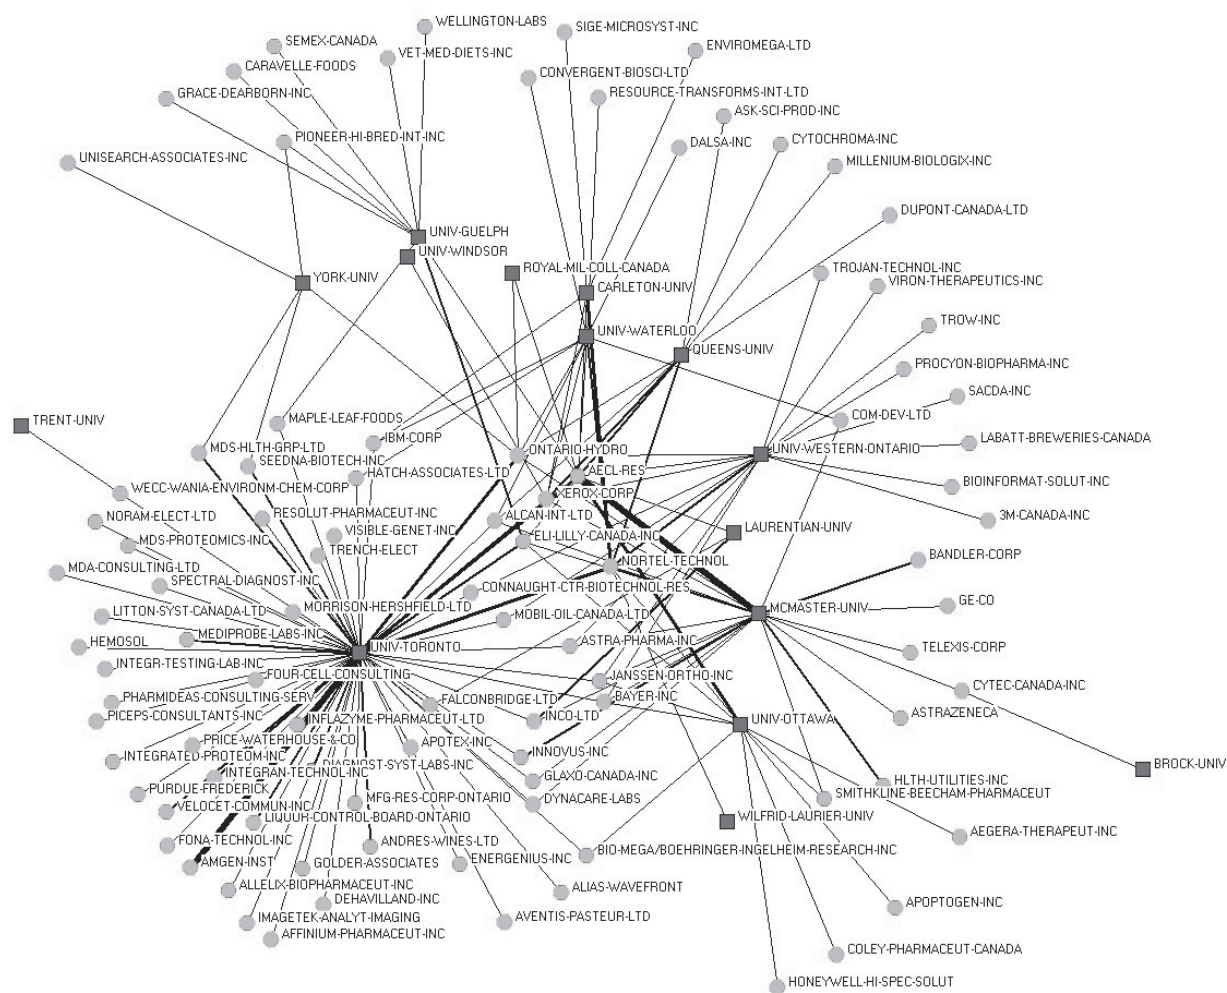 WELLINGTON-LABS
SIGE-MICROSYST-INC
SEMEX-CANADA
ENVIROMEGA-LTD
VET-MED-DIETS-INC
CARAVELLE-FOODS
CONVERGENT-BIOSCI-LTD
GRACE-DEARBORN-INC
RESOURCE-TRANSFORMS-INT-LTD
ASK-SCI-PROD-INC
PIONEER-HI-BRED-INT-INC
CYTOCHROMA-INC
DALSA-INC
UNISEARCH-ASSOCIATES-INC
MILLENIUM-BIOLOGIX-INC
DUPONT-CANADA-LTD
UNIV-GUELPH
UNIV-WINDSOR
ROYAL-MIL-COLL-CANADA
TROJAN-TECHNOL-INC
YORK-UNIV
CARLETON-UNIV
VIRON-THERAPEUTICS-INC
TROW-INC
UNIV-WATERLOO
QUEENS-UNIV
PROCYON-BIOPHARMA-INC
SACDA-INC
MAPLE-LEAF-FOODS
COM-DEV-LTD
TRENT-UNIV
IBM-CORP
LABATT-BREWERIES-CANADA
MDS-HLTH-GRP-LTD
ONTARIO-HYDRO
UNIV-WESTERN-ONTARIO
SEEDNA-BIOTECH-INC
HATCH-ASSOCIATES-LTD
AECL-RES
BIOINFORMAT-SOLUT-INC
WECC-WANIA-ENVIRONM-CHEM-CORP
XEROX-CORP
RESOLUT-PHARMACEUT-INC
ALCAN-INT-LTD
3M-CANADA-INC
NORAM-ELECT-LTD
VISIBLE-GENET-INC
LAURENTIAN-UNIV
MDS-PROTEOMICS-INC
ELI-LILLY-CANADA-INC
TRENCH-ELECT
NORTEL-TECHNOL
BANDLER-CORP
MDA-CONSULTING-LTD
SPECTRAL-DIAGNOST-INC
CONNAUGHT-CTR-BIOTECHNOL-RES
GE-CO
LITTON-SYST-CANADA-LTD
MORRISON-HERSHFIELD-LTD
MOBIL-OIL-CANADA-LTD
MCMASTER-UNIV
MEDIPROBE-LABS-INC
HEMOSOL
UNIV-TORONTO
ASTRA-PHARMA-INC
TELEXIS-CORP
INTEGR-TESTING-LAB-INC
FOUR-CELL-CONSULTING
JANSSEN-ORTHO-INC
CYTEC-CANADA-INC
PHARMIDEAS-CONSULTING-SERV
FALCONBRIDGE-LTD
BAYER-INC
PICEPS-CONSULTANTS-INC
INFLAZYME-PHARMACEUT-LTD
INCO-LTD
UNIV-OTTAWA
ASTRAZENECA
PRICE-WATERHOUSE-&-CO
APOTEX-INC
INTEGRATED-PROTEOM-INC
INNOVUS-INC
DIAGNOST-SYST-LABS-INC
BROCK-UNIV
INTEGRAN-TECHNOL-INC
GLAXO-CANADA-INC
HLTH-UTILITIES-INC
PURDUE-FREDERICK
MFG-RES-CORP-ONTARIO
DYNACARE-LABS
SMITHKLINE-BEECHAM-PHARMACEUT
VELOCET-COMMUN-INC
WILFRID-LAURIER-UNIV
AEGERA-THERAPEUT-INC
FONA-TECHNOL-INC
ANDRES-WINES-LTD
BIO-MEGA/BOEHRINGER-INGELHEIM-RESEARCH-INC
AMGEN-INST
GOLDER-ASSOCIATES
ENERGENIUS-INC
ALLELIX-BIOPHARMACEUT-INC
ALIAS-WAVEFRONT
DEHAVILLAND-INC
APOPTOGEN-INC
IMAGETEK-ANALYT-IMAGING
AVENTIS-PASTEUR-LTD
AFFINIUM-PHARMACEUT-INC
COLEY-PHARMACEUT-CANADA
HONEYWELL-HI-SPEC-SOLUT